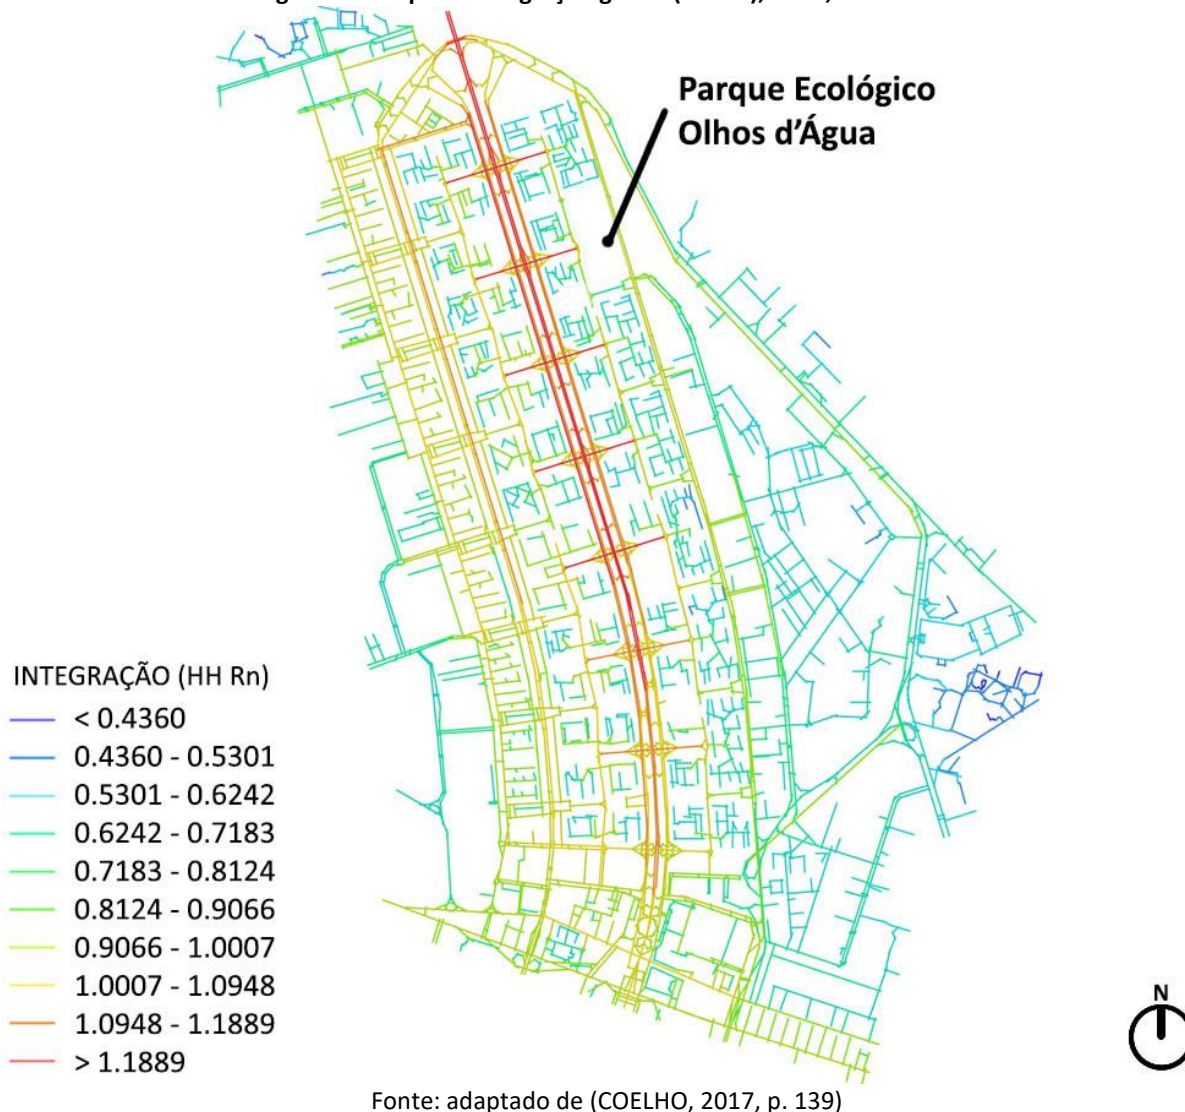 Parque Ecológico
Olhos d'Água
INTEGRAÇÃO (HH Rn)
< 0.4360
0.4360 - 0.5301
0.5301 - 0.6242
0.6242 - 0.7183
0.7183 - 0.8124
0.8124 - 0.9066
0.9066 - 1.0007
1.0007 - 1.0948
1.0948 - 1.1889
> 1.1889
N
Fonte: adaptado de (COELHO, 2017, p. 139)